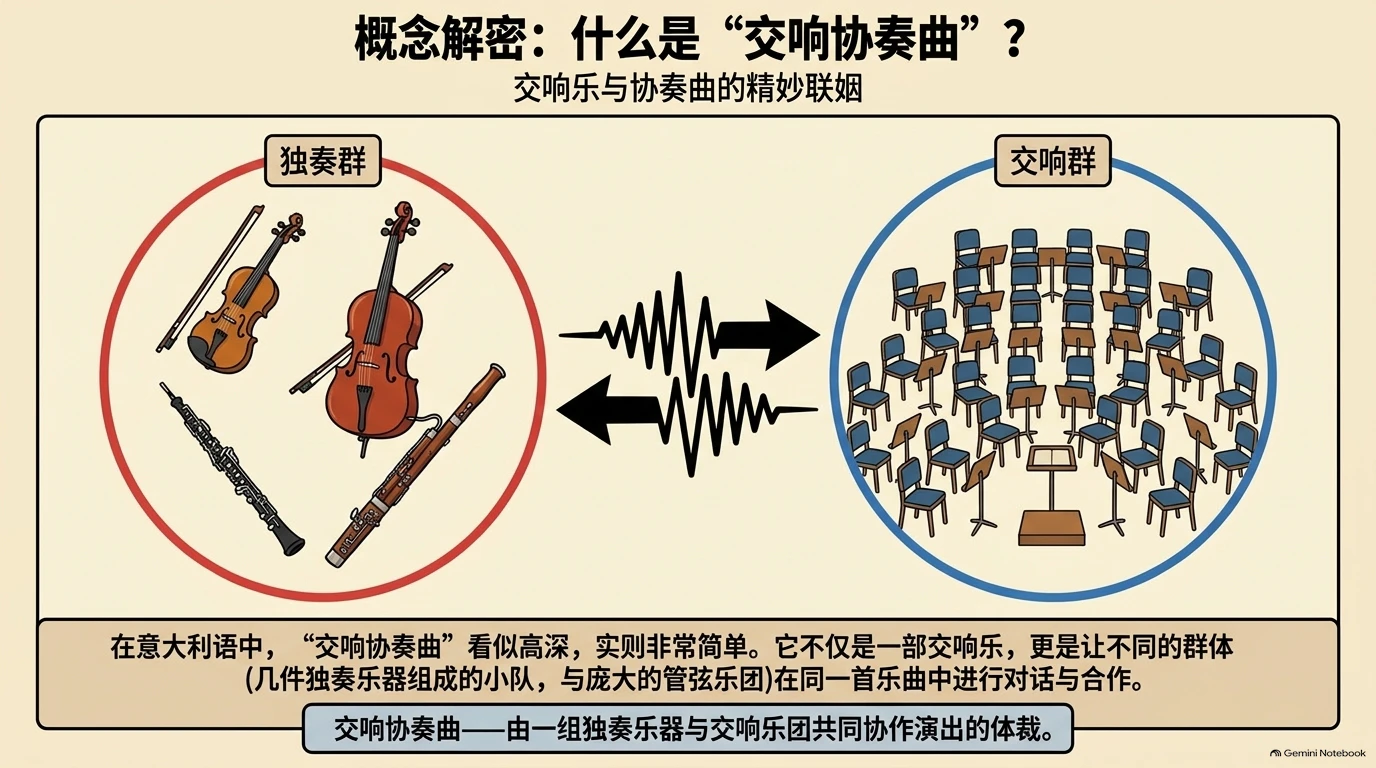 概念解密：什么是“交响协奏曲”？
交响乐与协奏曲的精妙联姻
独奏群
交响群
在意大利语中，“交响协奏曲”看似高深，实则非常简单。它不仅是一部交响乐，更是让不同的群体
(几件独奏乐器组成的小队，与庞大的管弦乐团)在同一首乐曲中进行对话与合作。
交响协奏曲——由一组独奏乐器与交响乐团共同协作演出的体裁。
Gemini Notebook